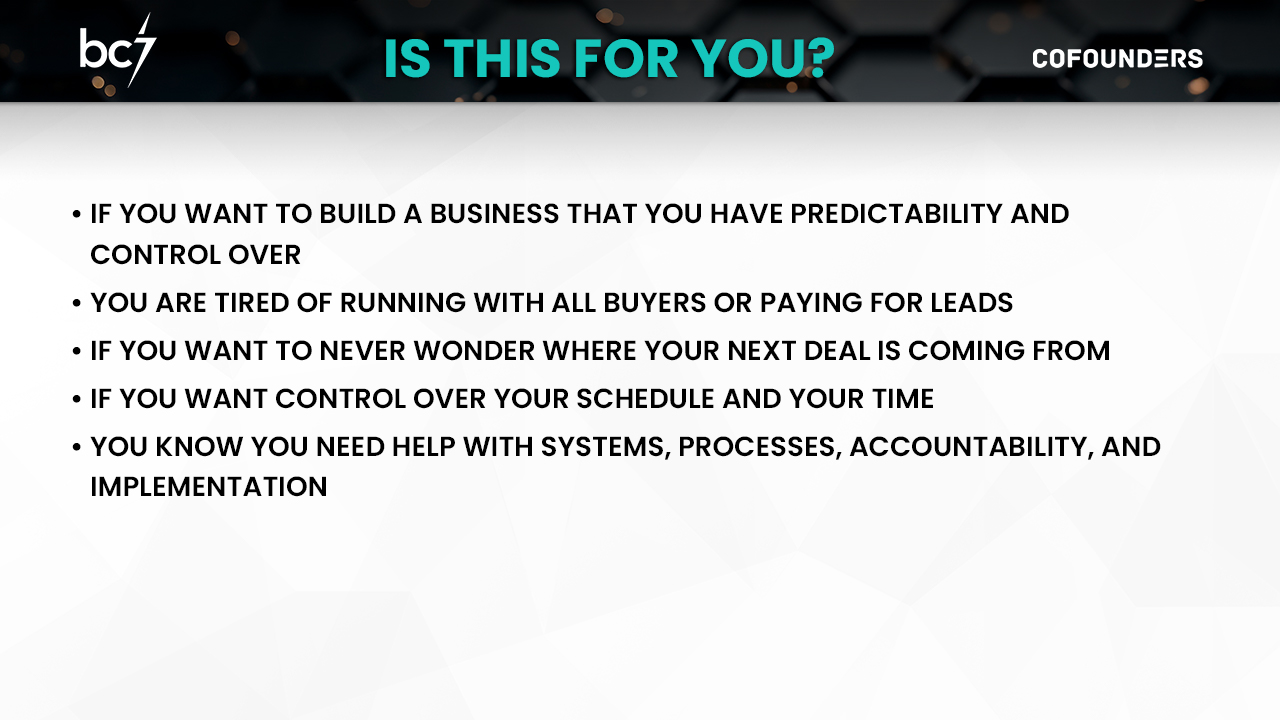 bc7
IS THIS FOR YOU?
COFOUNDERS
• IF YOU WANT TO BUILD A BUSINESS THAT YOU HAVE PREDICTABILITY AND
CONTROL OVER
• YOU ARE TIRED OF RUNNING WITH ALL BUYERS OR PAYING FOR LEADS
• IF YOU WANT TO NEVER WONDER WHERE YOUR NEXT DEAL IS COMING FROM
• IF YOU WANT CONTROL OVER YOUR SCHEDULE AND YOUR TIME
• YOU KNOW YOU NEED HELP WITH SYSTEMS, PROCESSES, ACCOUNTABILITY, AND
IMPLEMENTATION